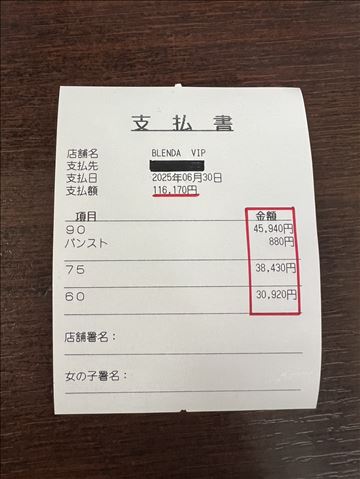 支払書
店舗名 BLENDA VIP
支払先
支払日 2025年06月30日
支払額 116,170円
項目 金額
90 45,940円
パンスト 880円
75 38,430円
60 30,920円
店舗署名：
女の子署名：